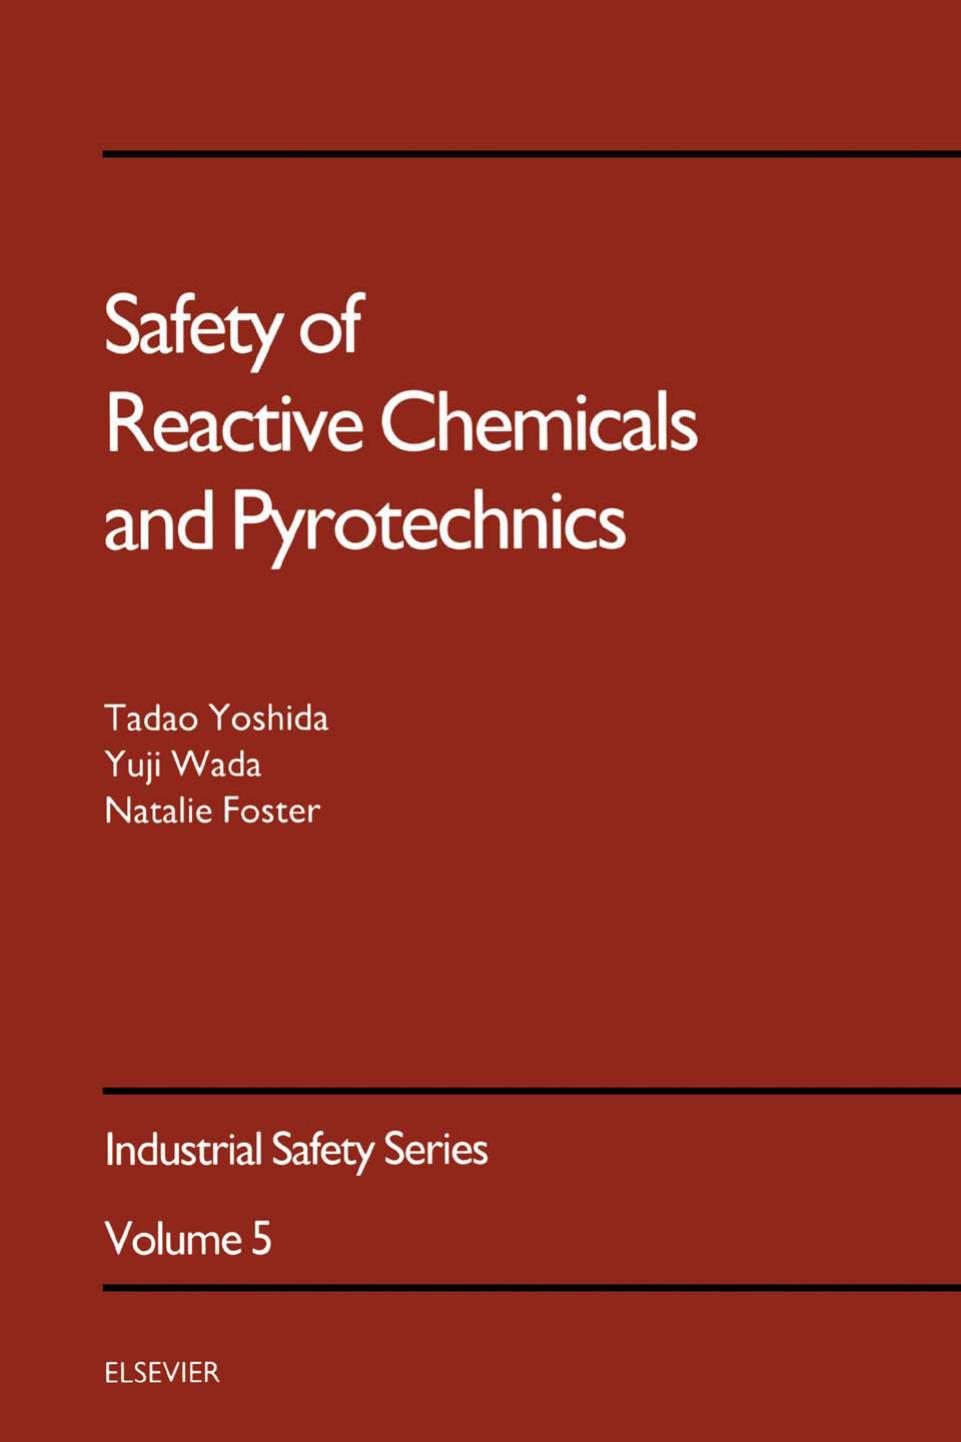 Safety of
Reactive Chemicals
and Pyrotechnics
Tadao Yoshida
Yuji Wada
Natalie Foster
Industrial Safety Series
Volume 5
ELSEVIER